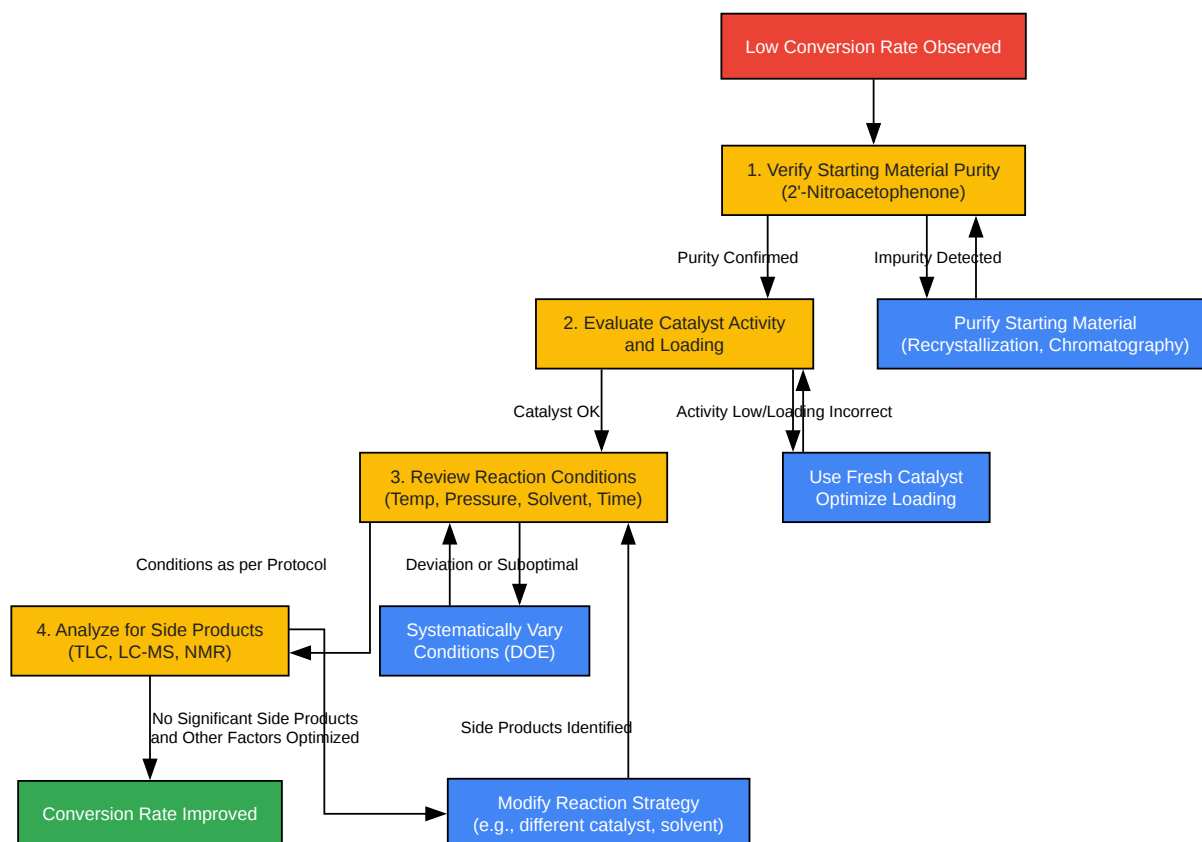 Low Conversion Rate Observed
1. Verify Starting Material Purity
(2'-Nitroacetophenone)
Purity Confirmed
Impurity Detected
2. Evaluate Catalyst Activity
and Loading
Purify Starting Material
(Recrystallization, Chromatography)
Catalyst OK
Activity Low/Loading Incorrect
3. Review Reaction Conditions
(Temp, Pressure, Solvent, Time)
Use Fresh Catalyst
Optimize Loading
Conditions as per Protocol
Deviation or Suboptimal
4. Analyze for Side Products
(TLC, LC-MS, NMR)
Systematically Vary
Conditions (DOE)
No Significant Side Products
and Other Factors Optimized
Side Products Identified
Conversion Rate Improved
Modify Reaction Strategy
(e.g., different catalyst, solvent)